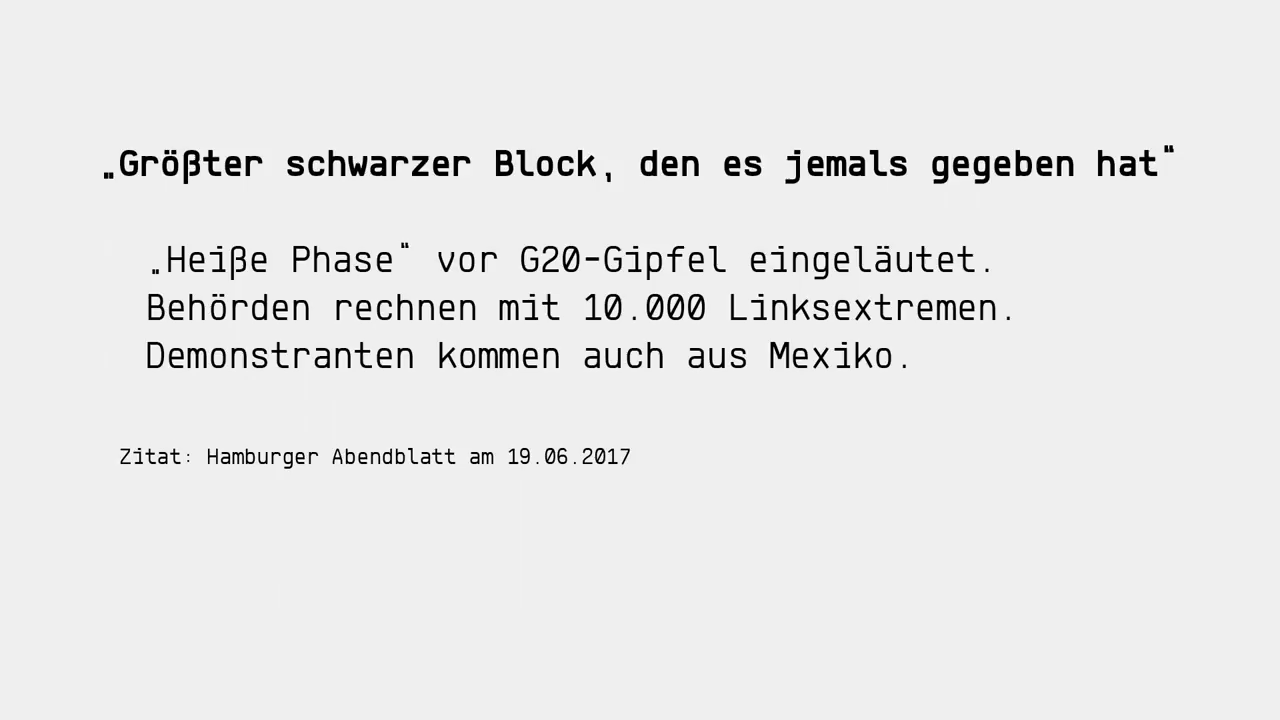 „Größter schwarzer Block, den es jemals gegeben hat“
„Heiße Phase“ vor G20-Gipfel eingeläutet.
Behörden rechnen mit 10.000 Linksextremen.
Demonstranten kommen auch aus Mexiko.
Zitat: Hamburger Abendblatt am 19.06.2017